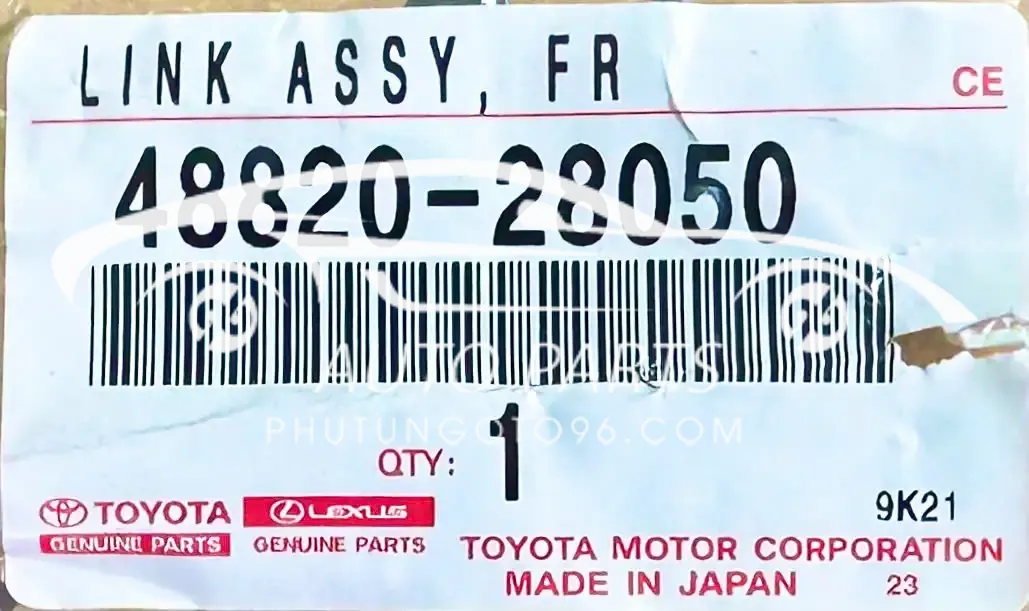 LINK ASSY, FR
CE
48820-28050
AUTO PARTS
PHUTUNGOTO96.COM
QTY: 1
9K21
TOYOTA LEXUS
GENUINE PARTS GENUINE PARTS
TOYOTA MOTOR CORPORATION
MADE IN JAPAN 23